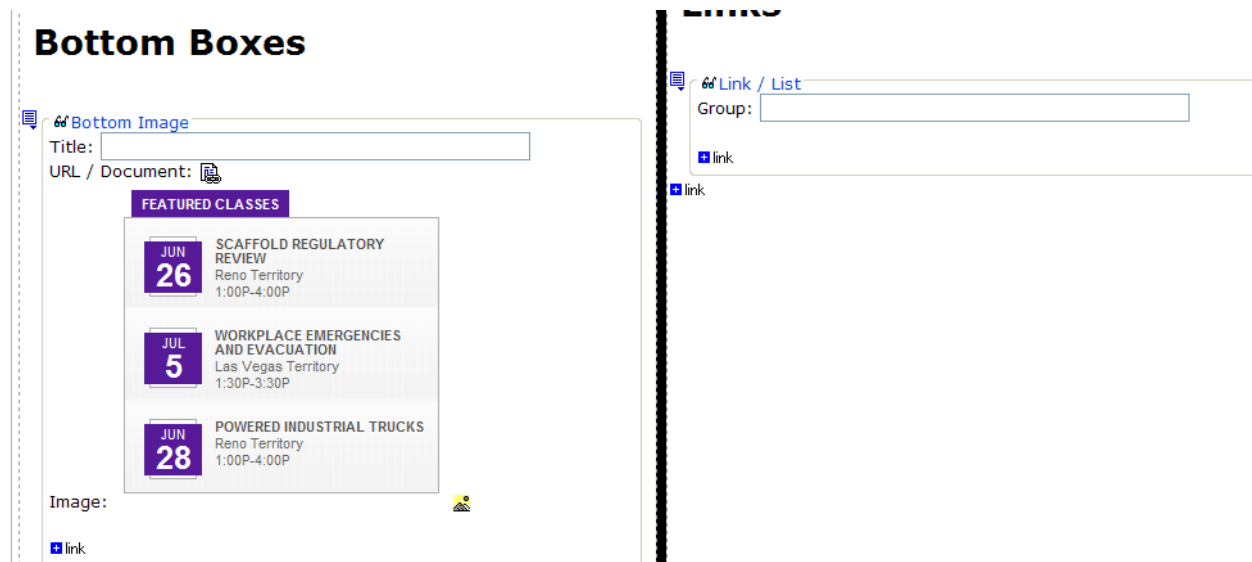 Bottom Boxes
Bottom Image
Title:
URL / Document:
FEATURED CLASSES
JUN
26
SCAFFOLD REGULATORY
REVIEW
Reno Territory
1:00P-4:00P
JUL
5
WORKPLACE EMERGENCIES
AND EVACUATION
Las Vegas Territory
1:30P-3:30P
JUN
28
POWERED INDUSTRIAL TRUCKS
Reno Territory
1:00P-4:00P
Image:
link
Links
Link / List
Group:
link
link